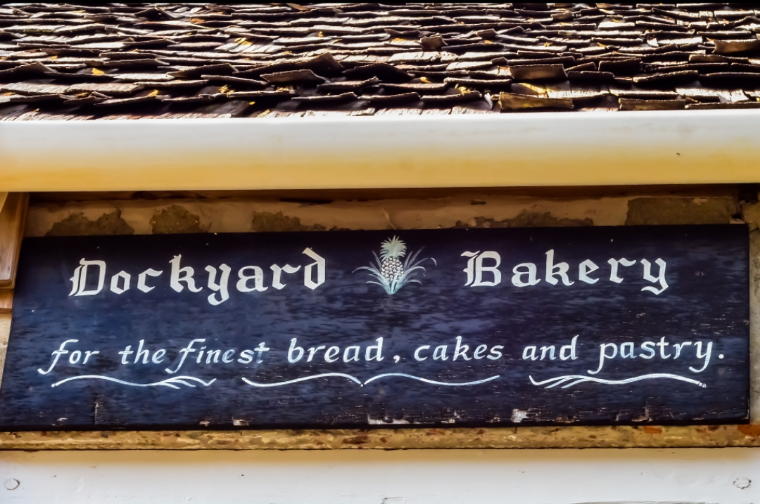 Dockyard Bakery
for the finest bread, cakes and pastry.